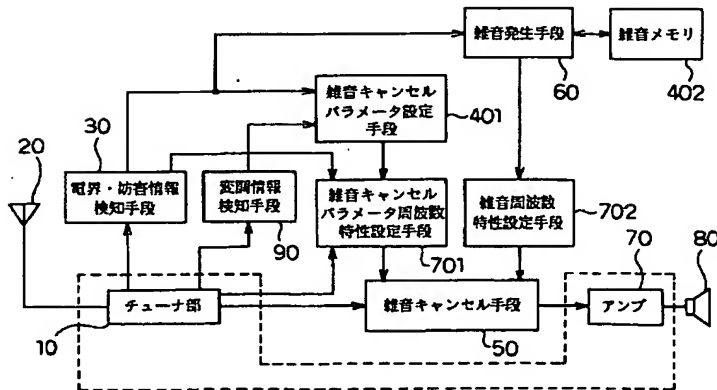 雑音発生手段
雑音メモリ
60
402
雑音キャンセル
パラメータ設定
手段
401
20
30
電界・妨害情報
検知手段
変調情報
検知手段
90
雑音キャンセル
パラメータ周波数
特性設定手段
701
雑音周波数
特性設定手段
702
80
70
チューナ部
10
雑音キャンセル手段
50
アンプ